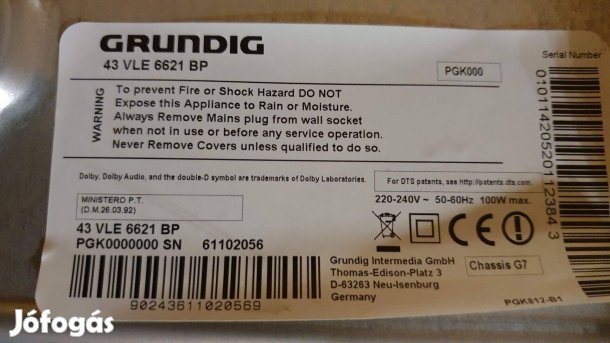 GRUNDIG
43 VLE 6621 BP
PGK000
Serial Number
WARNING
To prevent Fire or Shock Hazard DO NOT
Expose this Appliance to Rain or Moisture.
Always Remove Mains plug from wall socket
when not in use or before any service operation.
Never Remove Covers unless qualified to do so.
Dolby, Dolby Audio, and the double-D symbol are trademarks of Dolby Laboratories.
For DTS patents, see http://patents.dts.com
MINISTERO P.T.
(D.M.26.03.92)
220-240V ~ 50-60Hz 100W max.
43 VLE 6621 BP
PGK0000000 SN 61102056
CE
Grundig Intermedia GmbH
Thomas-Edison-Platz 3
D-63263 Neu-Isenburg
Germany
Chassis G7
90243611020569
PGK812-B1
01011420520112384 3
Jófogás